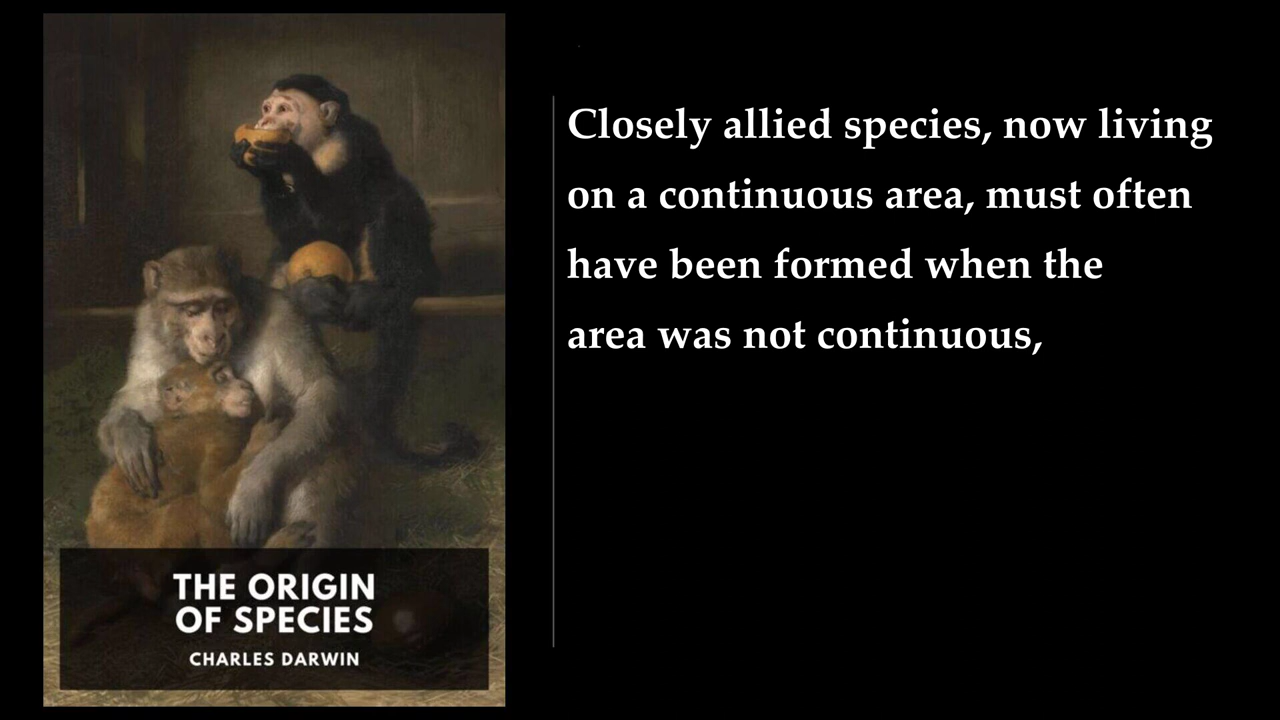 THE ORIGIN
OF SPECIES
CHARLES DARWIN
Closely allied species, now living
on a continuous area, must often
have been formed when the
area was not continuous,